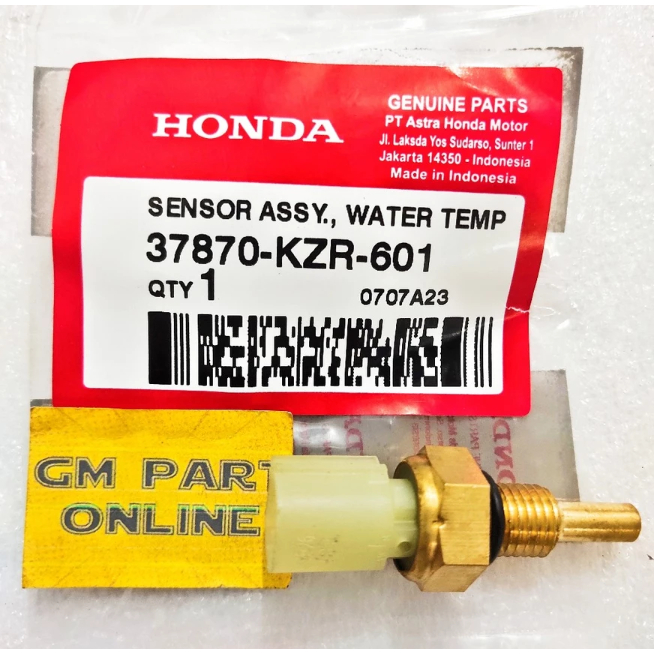 HONDA
GENUINE PARTS
PT Astra Honda Motor
Jl. Laksda Yos Sudarso, Sunter 1
Jakarta 14350 - Indonesia
Made in Indonesia
SENSOR ASSY., WATER TEMP
37870-KZR-601
QTY 1
0707A23
GM PART
ONLINE